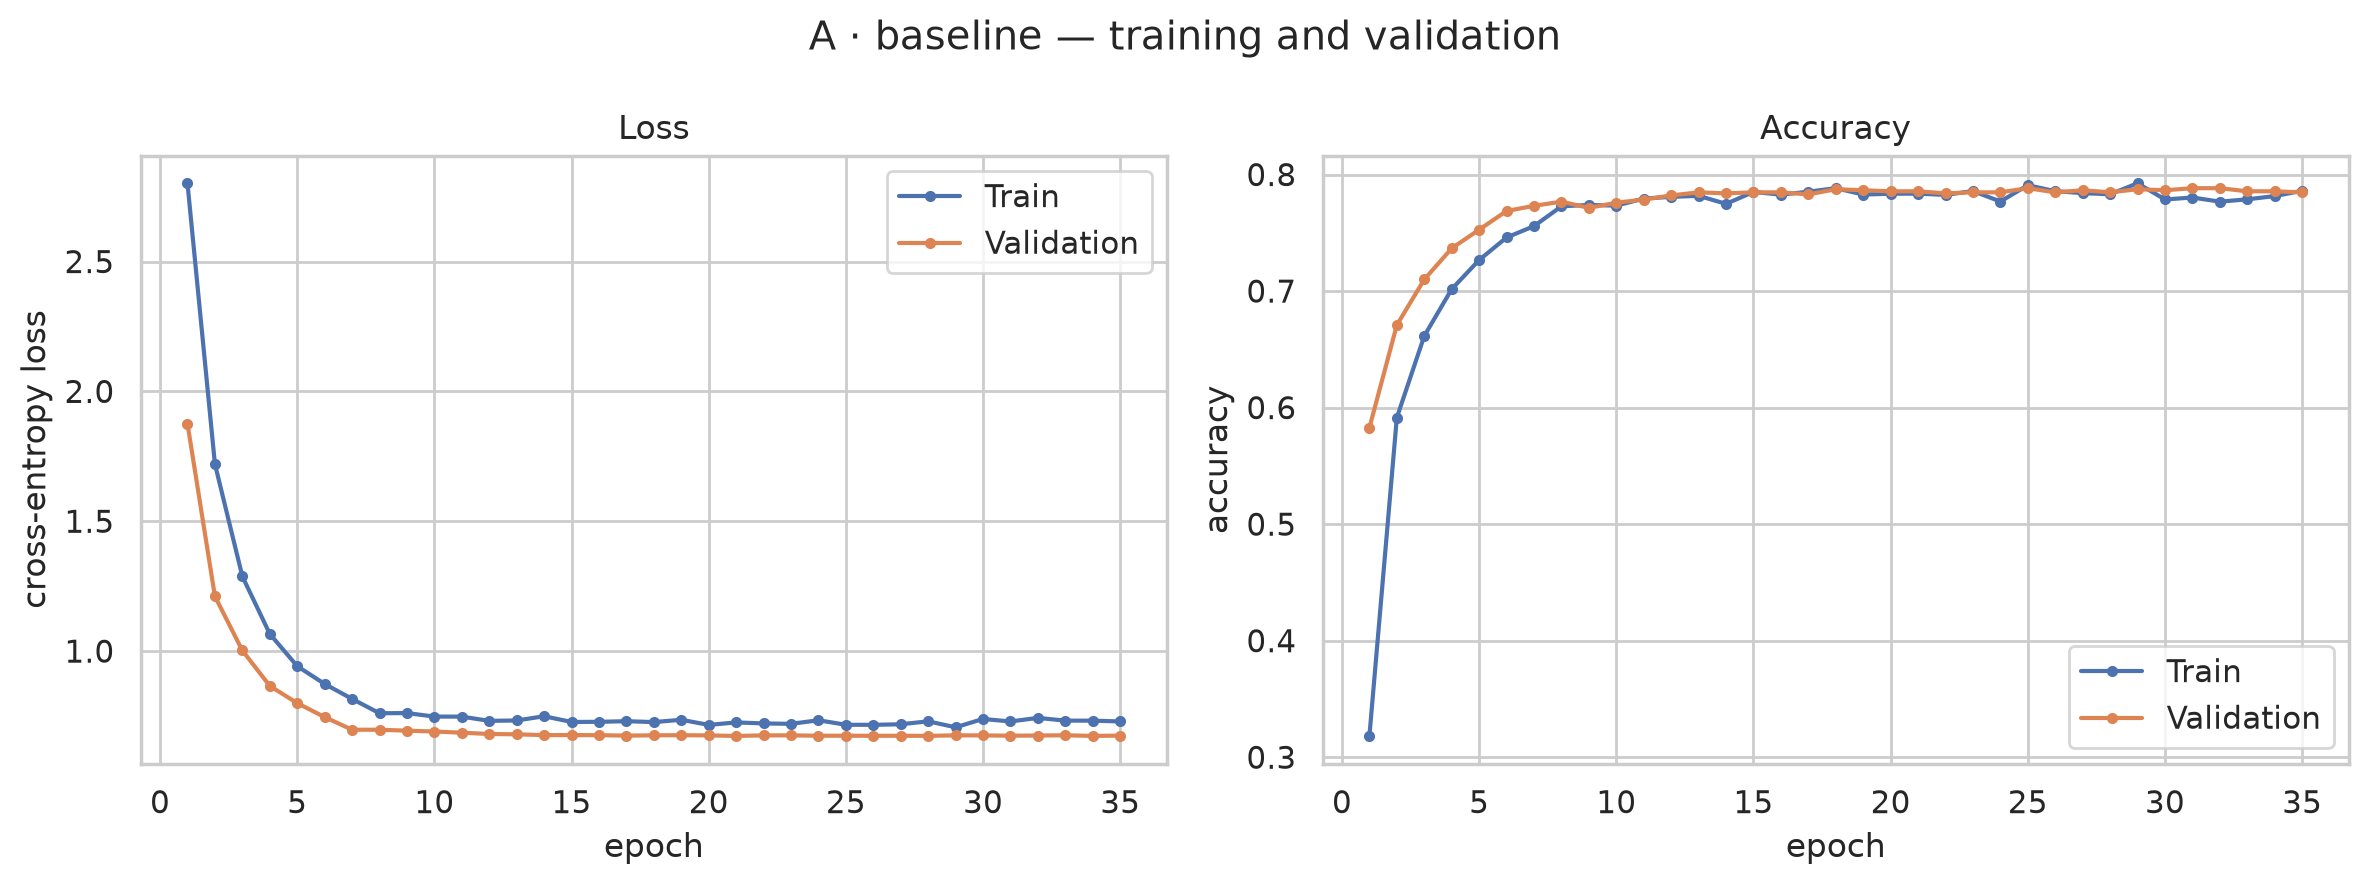 A · baseline — training and validation
Loss
Train
Validation
2.5
2.0
1.5
1.0
cross-entropy loss
0 5 10 15 20 25 30 35
epoch
Accuracy
0.8
0.7
0.6
0.5
0.4
0.3
accuracy
Train
Validation
0 5 10 15 20 25 30 35
epoch